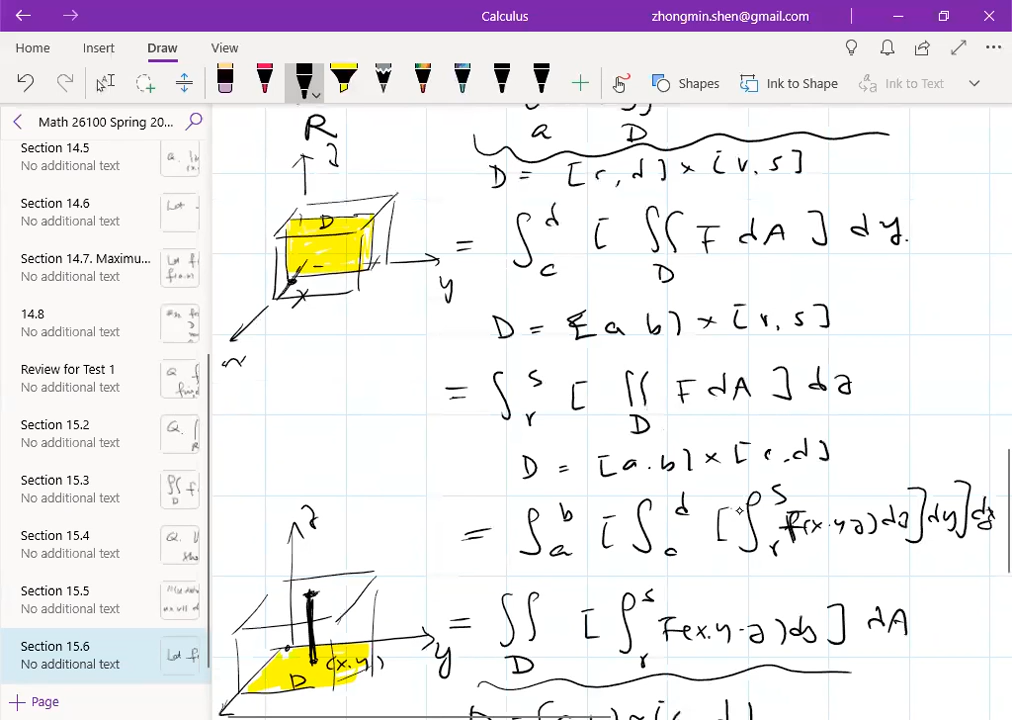 Calculus
zhongmin.shen@gmail.com
Home Insert Draw View
Shapes Ink to Shape Ink to Text
Math 26100 Spring 20...
Section 14.5
No additional text
Section 14.6
No additional text
Section 14.7. Maximu...
No additional text
14.8
No additional text
Review for Test 1
No additional text
Section 15.2
No additional text
Section 15.3
No additional text
Section 15.4
No additional text
Section 15.5
No additional text
Section 15.6
No additional text
Page
R
z
D
y
x
a D
D = [c, d] × [r, s]
= ∫_c^d [ ∬_D F dA ] dy.
D = [a b] × [r, s]
= ∫_r^s [ ∬_D F dA ] dz
D = [a.b] × [c,d]
= ∫_a^b [ ∫_c^d [ ∫_r^s F(x.y z) dz ] dy ] dx
= ∬_D [ ∫_r^s F(x.y-z) dz ] dA
z
y
(x.y)
D